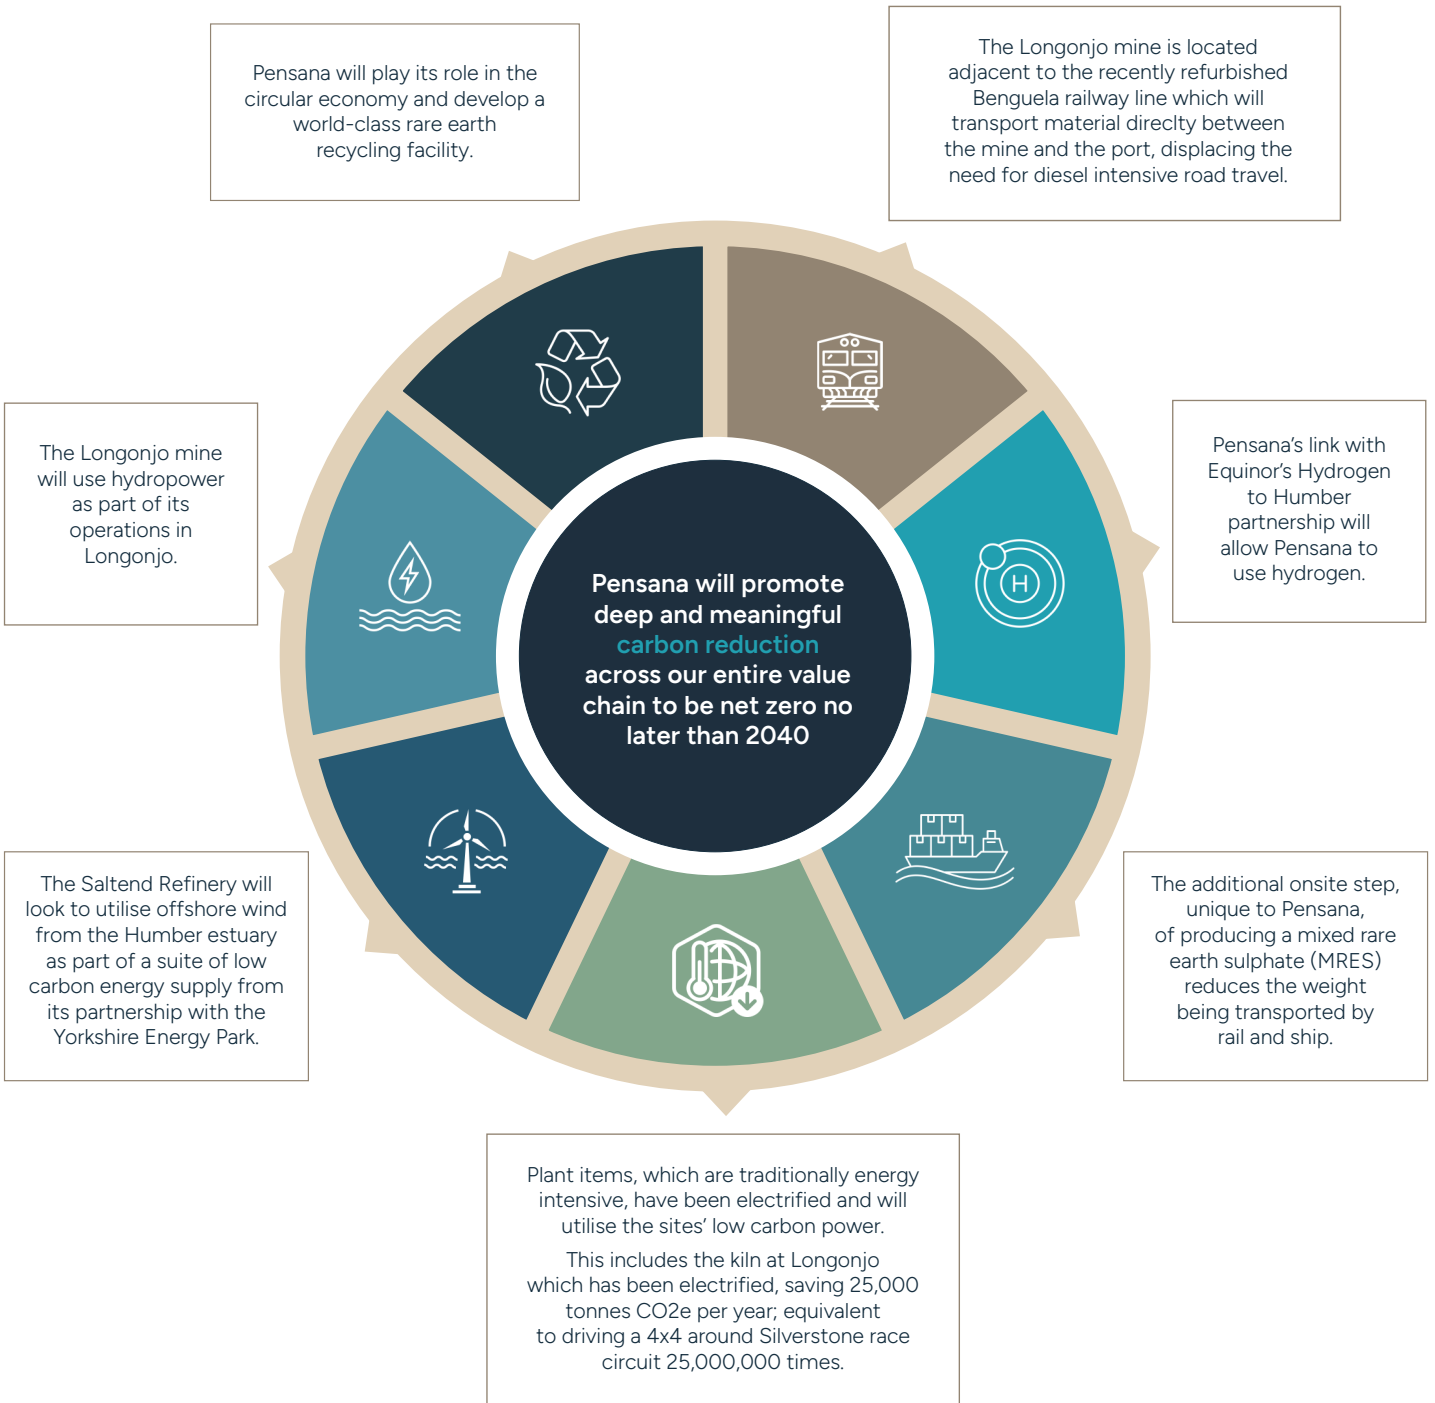 Pensana will play its role in the
circular economy and develop a
world-class rare earth
recycling facility.
The Longonjo mine is located
adjacent to the recently refurbished
Benguela railway line which will
transport material direclty between
the mine and the port, displacing the
need for diesel intensive road travel.
The Longonjo mine
will use hydropower
as part of its
operations in
Longonjo.
Pensana’s link with
Equinor’s Hydrogen
to Humber
partnership will
allow Pensana to
use hydrogen.
H
Pensana will promote
deep and meaningful
carbon reduction
across our entire value
chain to be net zero no
later than 2040
The Saltend Refinery will
look to utilise offshore wind
from the Humber estuary
as part of a suite of low
carbon energy supply from
its partnership with the
Yorkshire Energy Park.
The additional onsite step,
unique to Pensana,
of producing a mixed rare
earth sulphate (MRES)
reduces the weight
being transported by
rail and ship.
Plant items, which are traditionally energy
intensive, have been electrified and will
utilise the sites’ low carbon power.
This includes the kiln at Longonjo
which has been electrified, saving 25,000
tonnes CO2e per year; equivalent
to driving a 4x4 around Silverstone race
circuit 25,000,000 times.